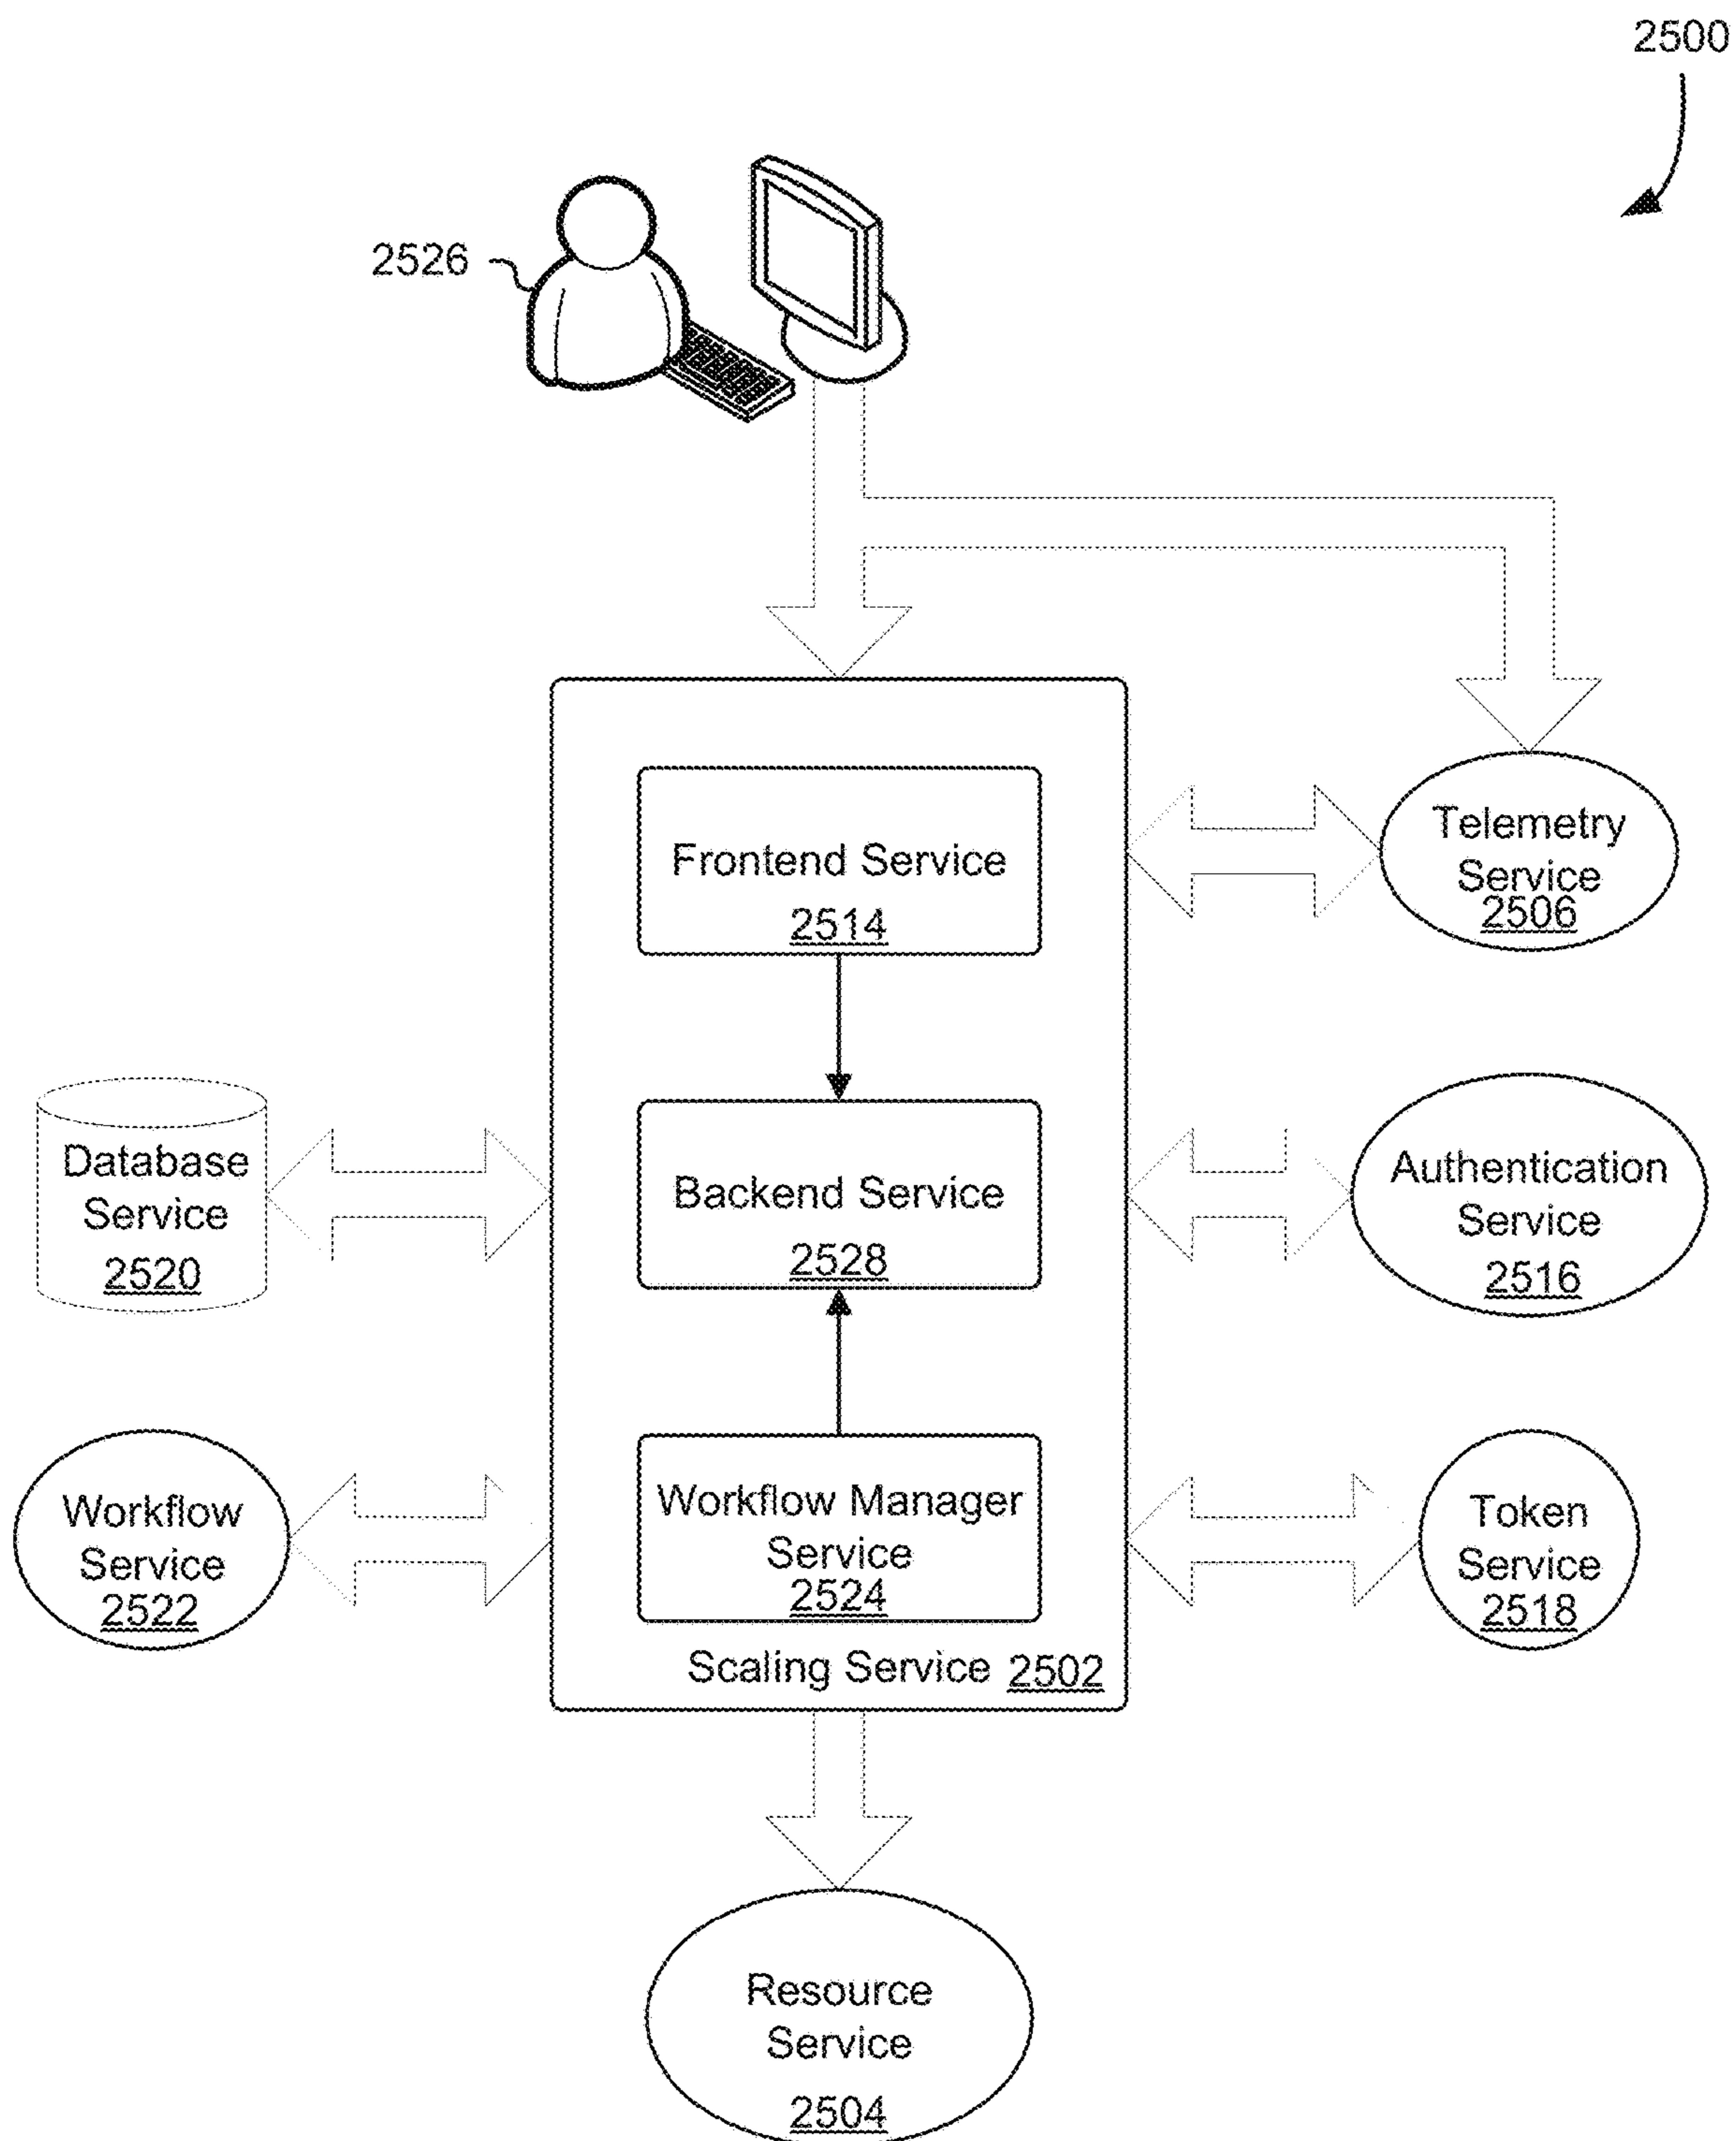 2500
2526
Frontend Service
2514
Telemetry
Service
2506
Database
Service
2520
Backend Service
2528
Authentication
Service
2516
Workflow
Service
2522
Workflow Manager
Service
2524
Token
Service
2518
Scaling Service 2502
Resource
Service
2504